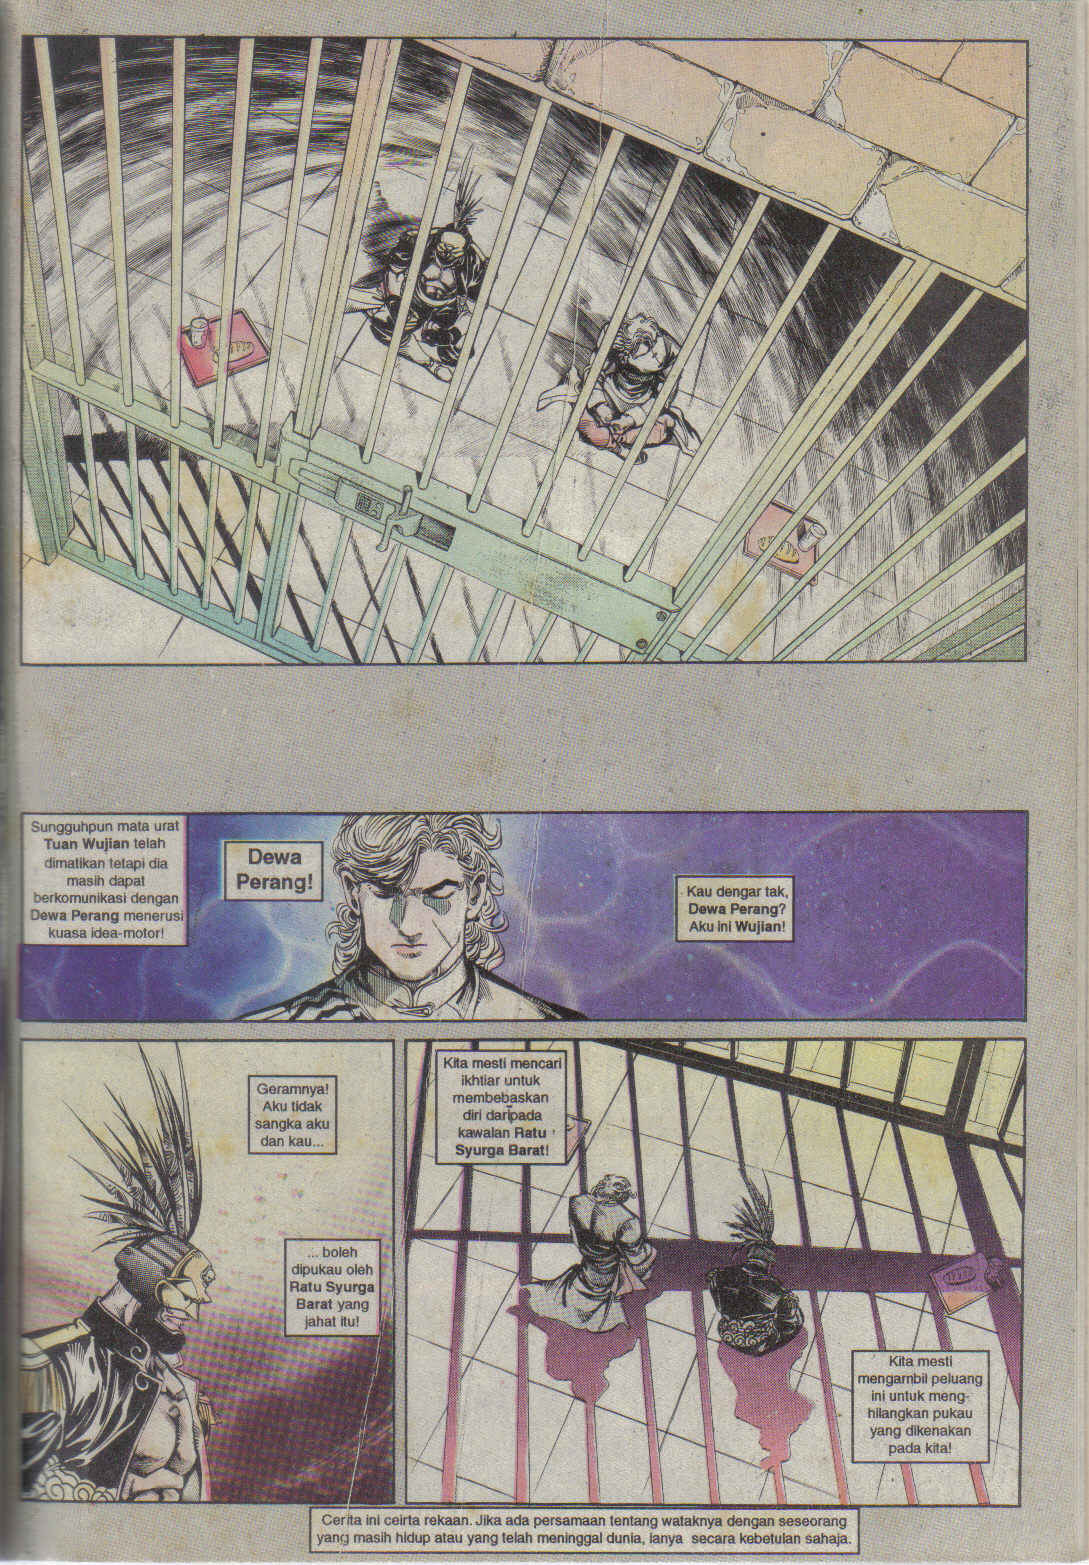 Sungguhpun mata urat
Tuan Wujian telah
dimatikan tetapi dia
masih dapat
berkomunikasi dengan
Dewa Perang menerusi
kuasa idea-motor!
Dewa
Perang!
Kau dengar tak,
Dewa Perang?
Aku ini Wujian!
Geramnya!
Aku tidak
sangka aku
dan kau...
... boleh
dipukau oleh
Ratu Syurga
Barat yang
jahat itu!
Kita mesti mencari
ikhtiar untuk
membebaskan
diri daripada
kawalan Ratu
Syurga Barat!
Kita mesti
mengambil peluang
ini untuk meng-
hilangkan pukau
yang dikenakan
pada kita!
Cerita ini ceirta rekaan. Jika ada persamaan tentang wataknya dengan seseorang
yang masih hidup atau yang telah meninggal dunia, ianya secara kebetulan sahaja.